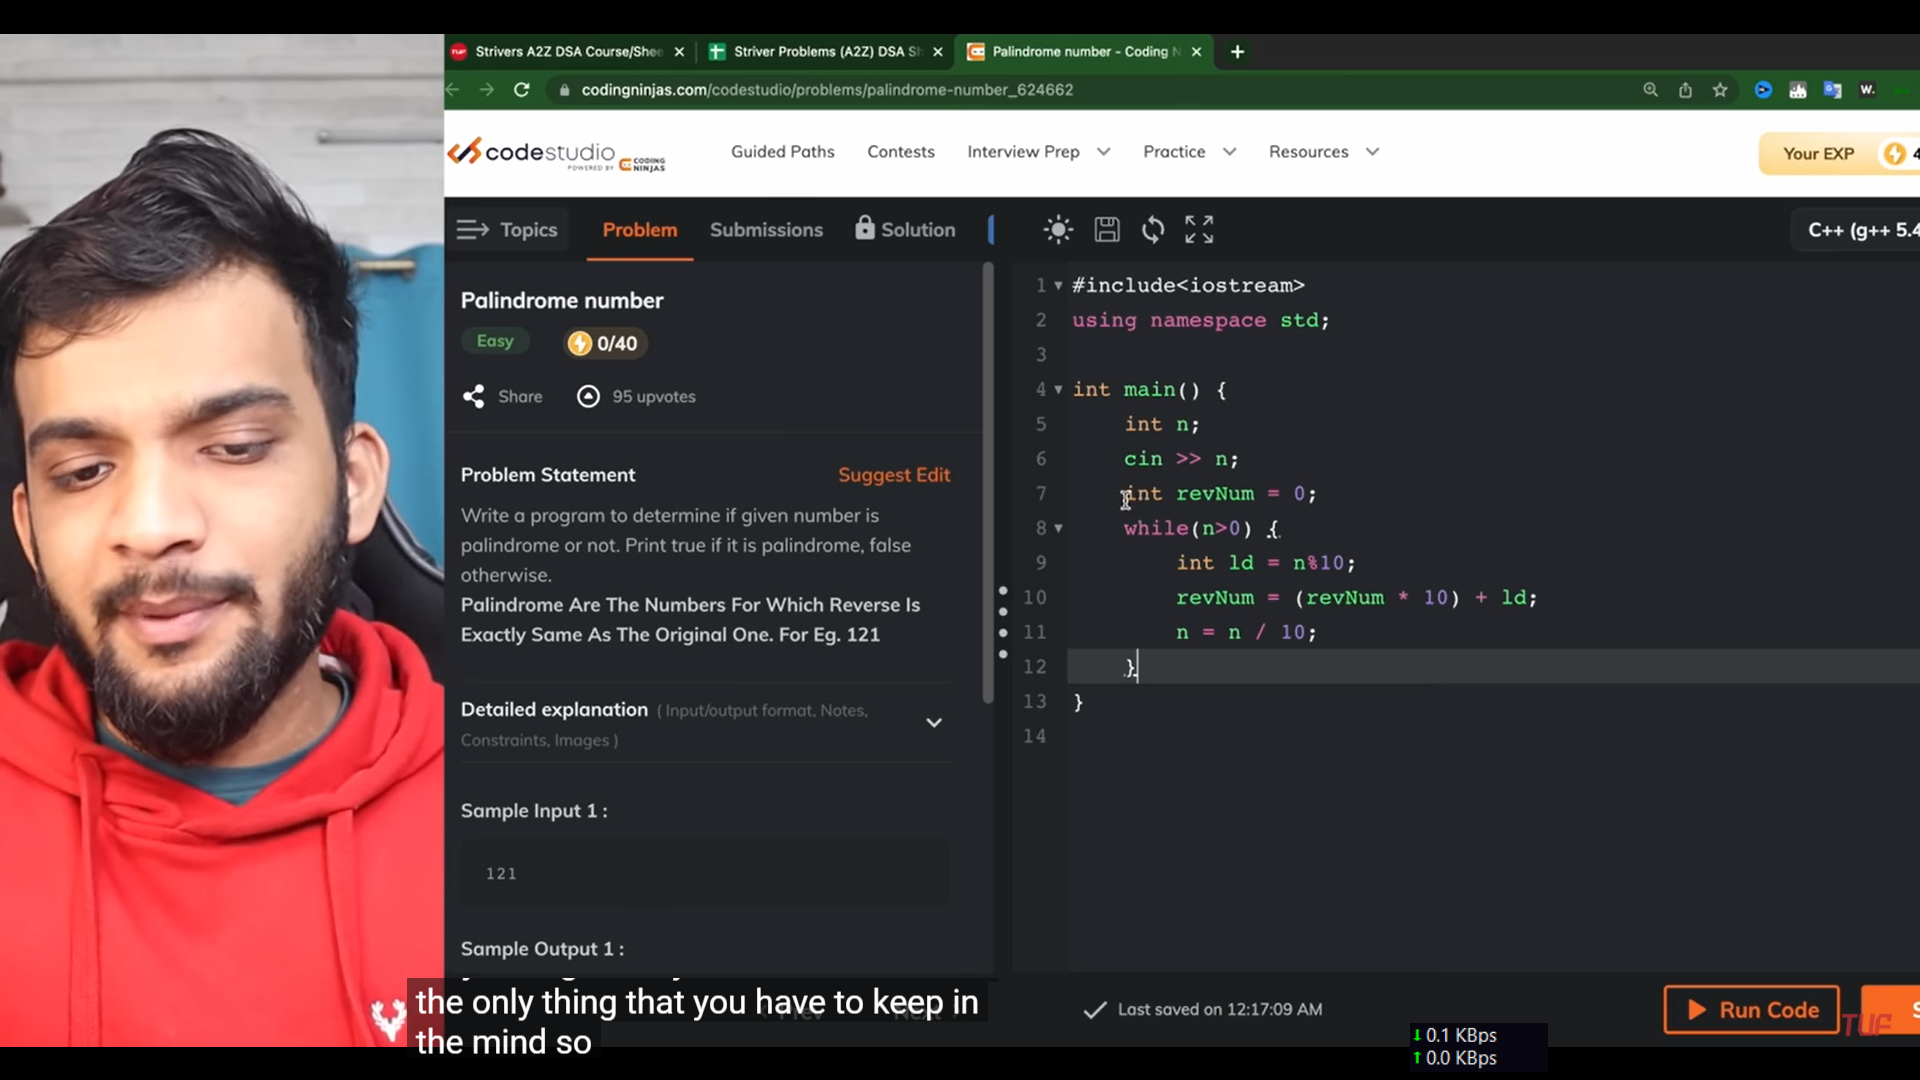 Strivers A2Z DSA Course/Shee
Striver Problems (A2Z) DSA Sh
Palindrome number - Coding N
codingninjas.com/codestudio/problems/palindrome-number_624662
W.
codestudio
POWERED BY CODING NINJAS
Guided Paths
Contests
Interview Prep
Practice
Resources
Your EXP
4
Topics
Problem
Submissions
Solution
C++ (g++ 5.4
Palindrome number
Easy
0/40
Share
95 upvotes
Problem Statement
Suggest Edit
Write a program to determine if given number is
palindrome or not. Print true if it is palindrome, false
otherwise.
Palindrome Are The Numbers For Which Reverse Is
Exactly Same As The Original One. For Eg. 121
Detailed explanation ( Input/output format, Notes,
Constraints, Images )
Sample Input 1 :
121
Sample Output 1 :
1 #include<iostream>
2 using namespace std;
3
4 int main() {
5 int n;
6 cin >> n;
7 int revNum = 0;
8 while(n>0) {
9 int ld = n%10;
10 revNum = (revNum * 10) + ld;
11 n = n / 10;
12 }
13 }
14
the only thing that you have to keep in
the mind so
Last saved on 12:17:09 AM
Run Code
S
TUF
0.1 KBps
0.0 KBps